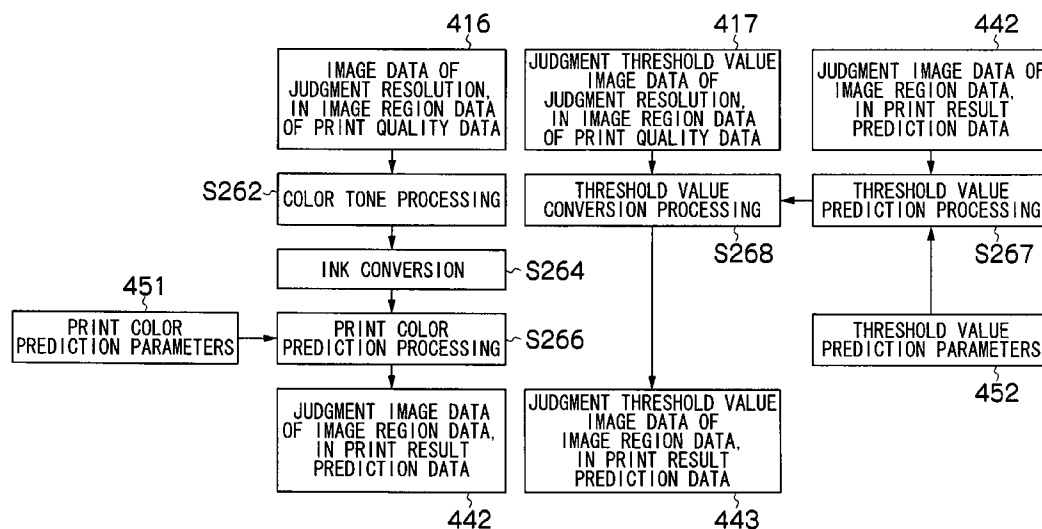 416
IMAGE DATA OF
JUDGMENT RESOLUTION,
IN IMAGE REGION DATA
OF PRINT QUALITY DATA
S262
COLOR TONE PROCESSING
INK CONVERSION
S264
451
PRINT COLOR
PREDICTION PARAMETERS
PRINT COLOR
PREDICTION PROCESSING
S266
JUDGMENT IMAGE DATA
OF IMAGE REGION DATA,
IN PRINT RESULT
PREDICTION DATA
442
417
JUDGMENT THRESHOLD VALUE
IMAGE DATA OF
JUDGMENT RESOLUTION,
IN IMAGE REGION DATA
OF PRINT QUALITY DATA
THRESHOLD VALUE
CONVERSION PROCESSING
S268
JUDGMENT THRESHOLD VALUE
IMAGE DATA OF
IMAGE REGION DATA,
IN PRINT RESULT
PREDICTION DATA
443
442
JUDGMENT IMAGE DATA OF
IMAGE REGION DATA,
IN PRINT RESULT
PREDICTION DATA
THRESHOLD VALUE
PREDICTION PROCESSING
S267
THRESHOLD VALUE
PREDICTION PARAMETERS
452